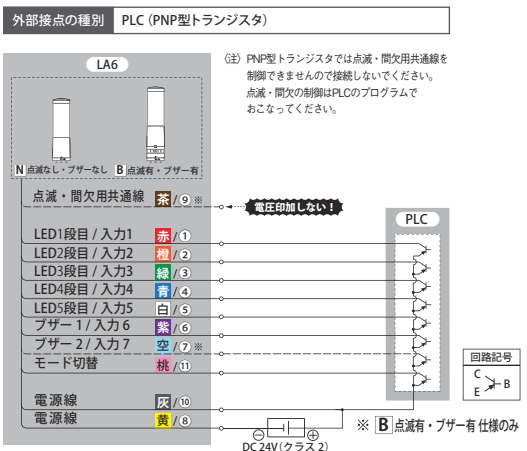 外部接点の種別 PLC（PNP型トランジスタ）
LA6
（注）PNP型トランジスタでは点滅・間欠用共通線を
制御できませんので接続しないでください。
点滅・間欠の制御はPLCのプログラムで
おこなってください。
N 点滅なし・ブザーなし B 点滅有・ブザー有
点滅・間欠用共通線 茶/⑨ ※
電圧印加しない！
PLC
LED1段目 / 入力1 赤/①
LED2段目 / 入力2 橙/②
LED3段目 / 入力3 緑/③
LED4段目 / 入力4 青/④
LED5段目 / 入力5 白/⑤
ブザー 1 / 入力 6 紫/⑥
ブザー 2 / 入力 7 空/⑦ ※
モード切替 桃/⑪
回路記号
C
B
E
電源線 灰/⑩
電源線 黄/⑧
※ B 点滅有・ブザー有 仕様のみ
DC 24V（クラス 2）